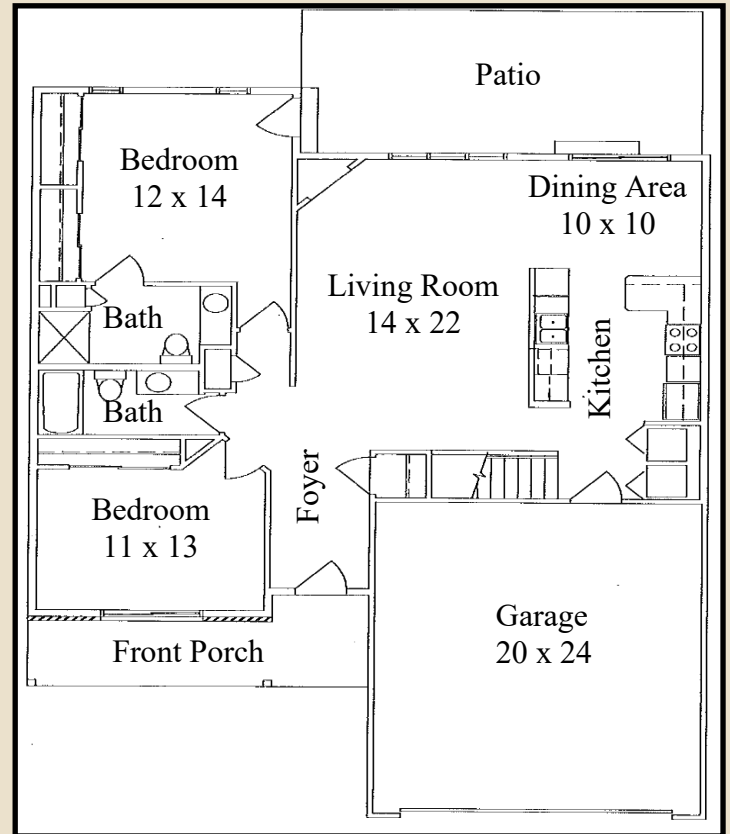 Patio
Bedroom
12 x 14
Dining Area
10 x 10
Living Room
14 x 22
Bath
Kitchen
Bath
Foyer
Bedroom
11 x 13
Garage
20 x 24
Front Porch